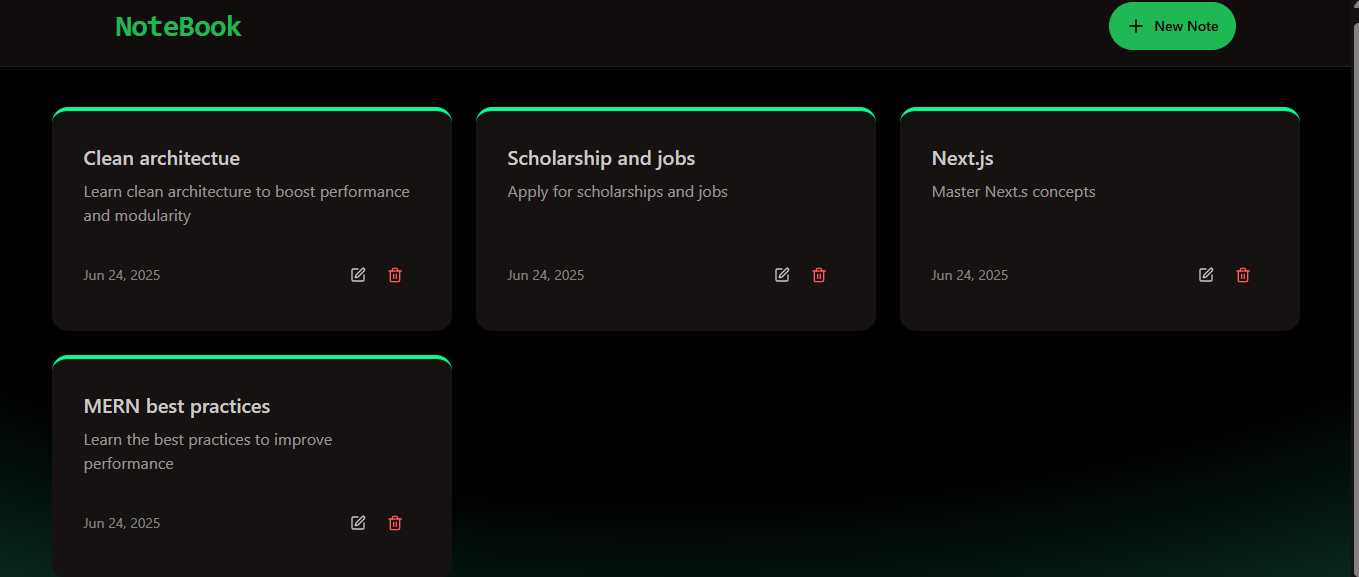 NoteBook
New Note
Clean architectue
Learn clean architecture to boost performance
and modularity
Jun 24, 2025
Scholarship and jobs
Apply for scholarships and jobs
Jun 24, 2025
Next.js
Master Next.s concepts
Jun 24, 2025
MERN best practices
Learn the best practices to improve
performance
Jun 24, 2025